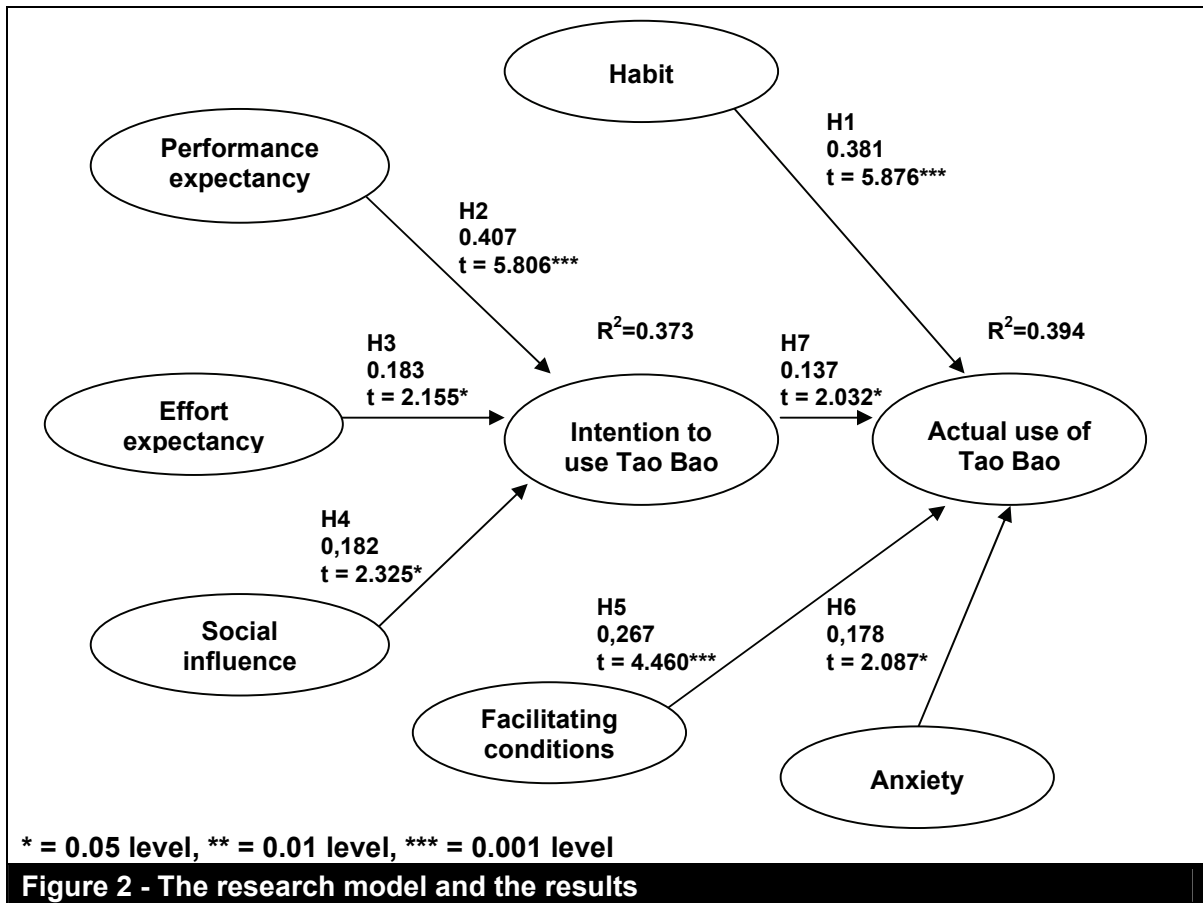 Habit
H1
0.381
t = 5.876***
Performance
expectancy
H2
0.407
t = 5.806***
R²=0.373
R²=0.394
H3
0.183
t = 2.155*
H7
0.137
t = 2.032*
Effort
expectancy
Intention to
use Tao Bao
Actual use of
Tao Bao
H4
0,182
t = 2.325*
Social
influence
H5
0,267
t = 4.460***
H6
0,178
t = 2.087*
Facilitating
conditions
Anxiety
* = 0.05 level, ** = 0.01 level, *** = 0.001 level
Figure 2 - The research model and the results